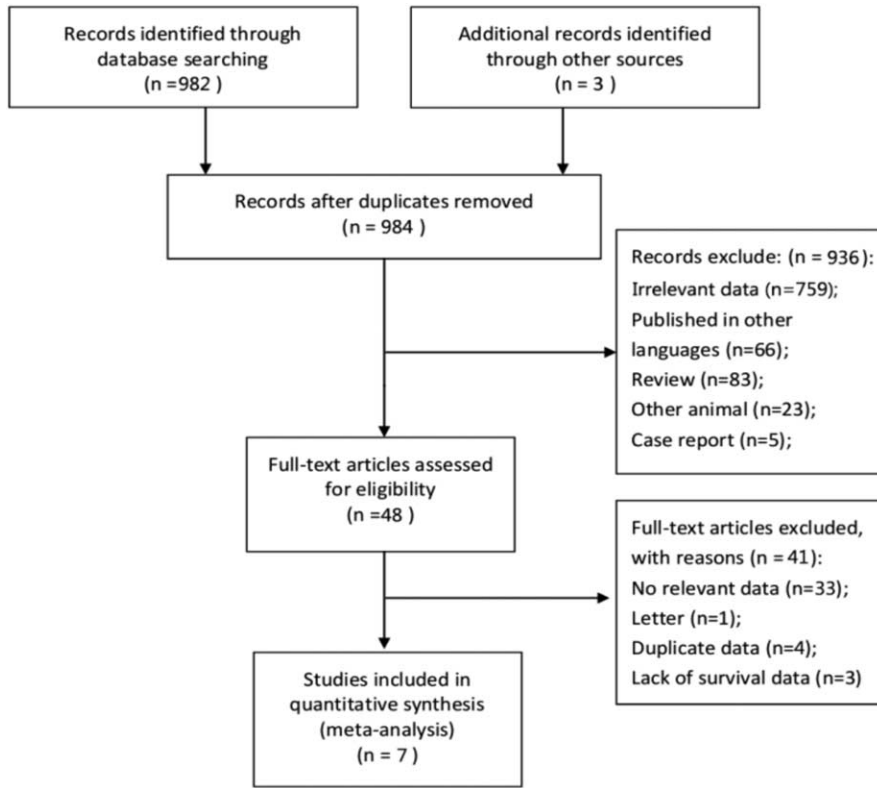 Records identified through
database searching
(n =982 )
Additional records identified
through other sources
(n = 3 )
Records after duplicates removed
(n = 984 )
Records exclude: (n = 936):
Irrelevant data (n=759);
Published in other
languages (n=66);
Review (n=83);
Other animal (n=23);
Case report (n=5);
Full-text articles assessed
for eligibility
(n =48 )
Full-text articles excluded,
with reasons (n = 41):
No relevant data (n=33);
Letter (n=1);
Duplicate data (n=4);
Lack of survival data (n=3)
Studies included in
quantitative synthesis
(meta-analysis)
(n = 7 )